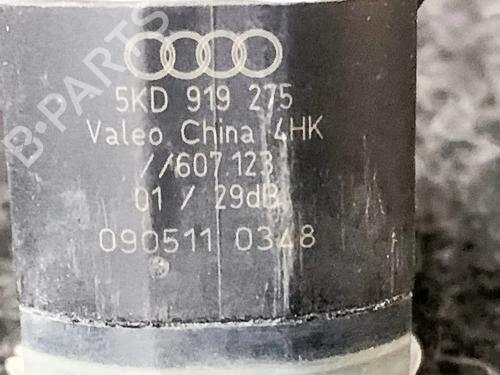 B-PARTS
5KD 919 275
Valeo China 4HK
//607 123
01 / 29dB
090511 0348